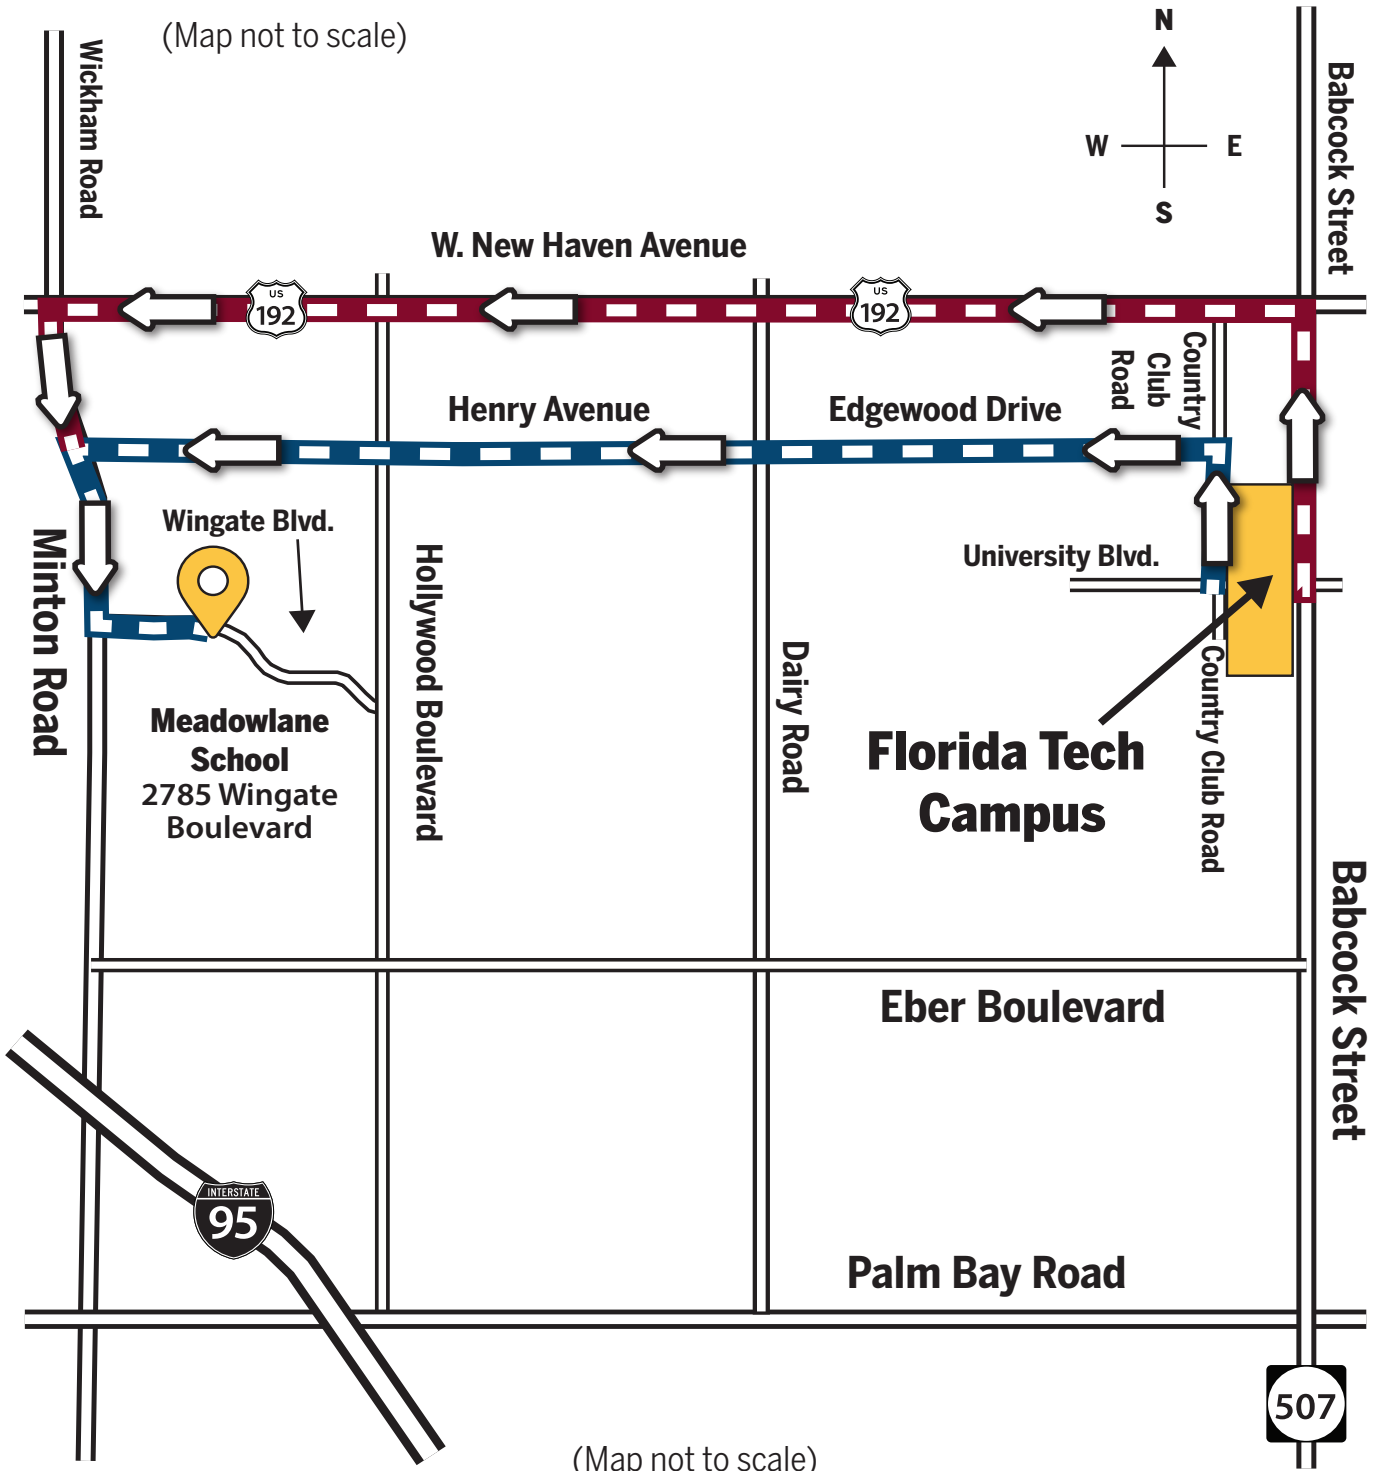 (Map not to scale)
N
W
E
S
Wickham Road
Babcock Street
W. New Haven Avenue
US
192
US
192
Country
Club
Road
Henry Avenue
Edgewood Drive
Wingate Blvd.
University Blvd.
Minton Road
Hollywood Boulevard
Dairy Road
Country Club Road
Meadowlane
School
2785 Wingate
Boulevard
Florida Tech
Campus
Babcock Street
Eber Boulevard
INTERSTATE
95
Palm Bay Road
507
(Map not to scale)